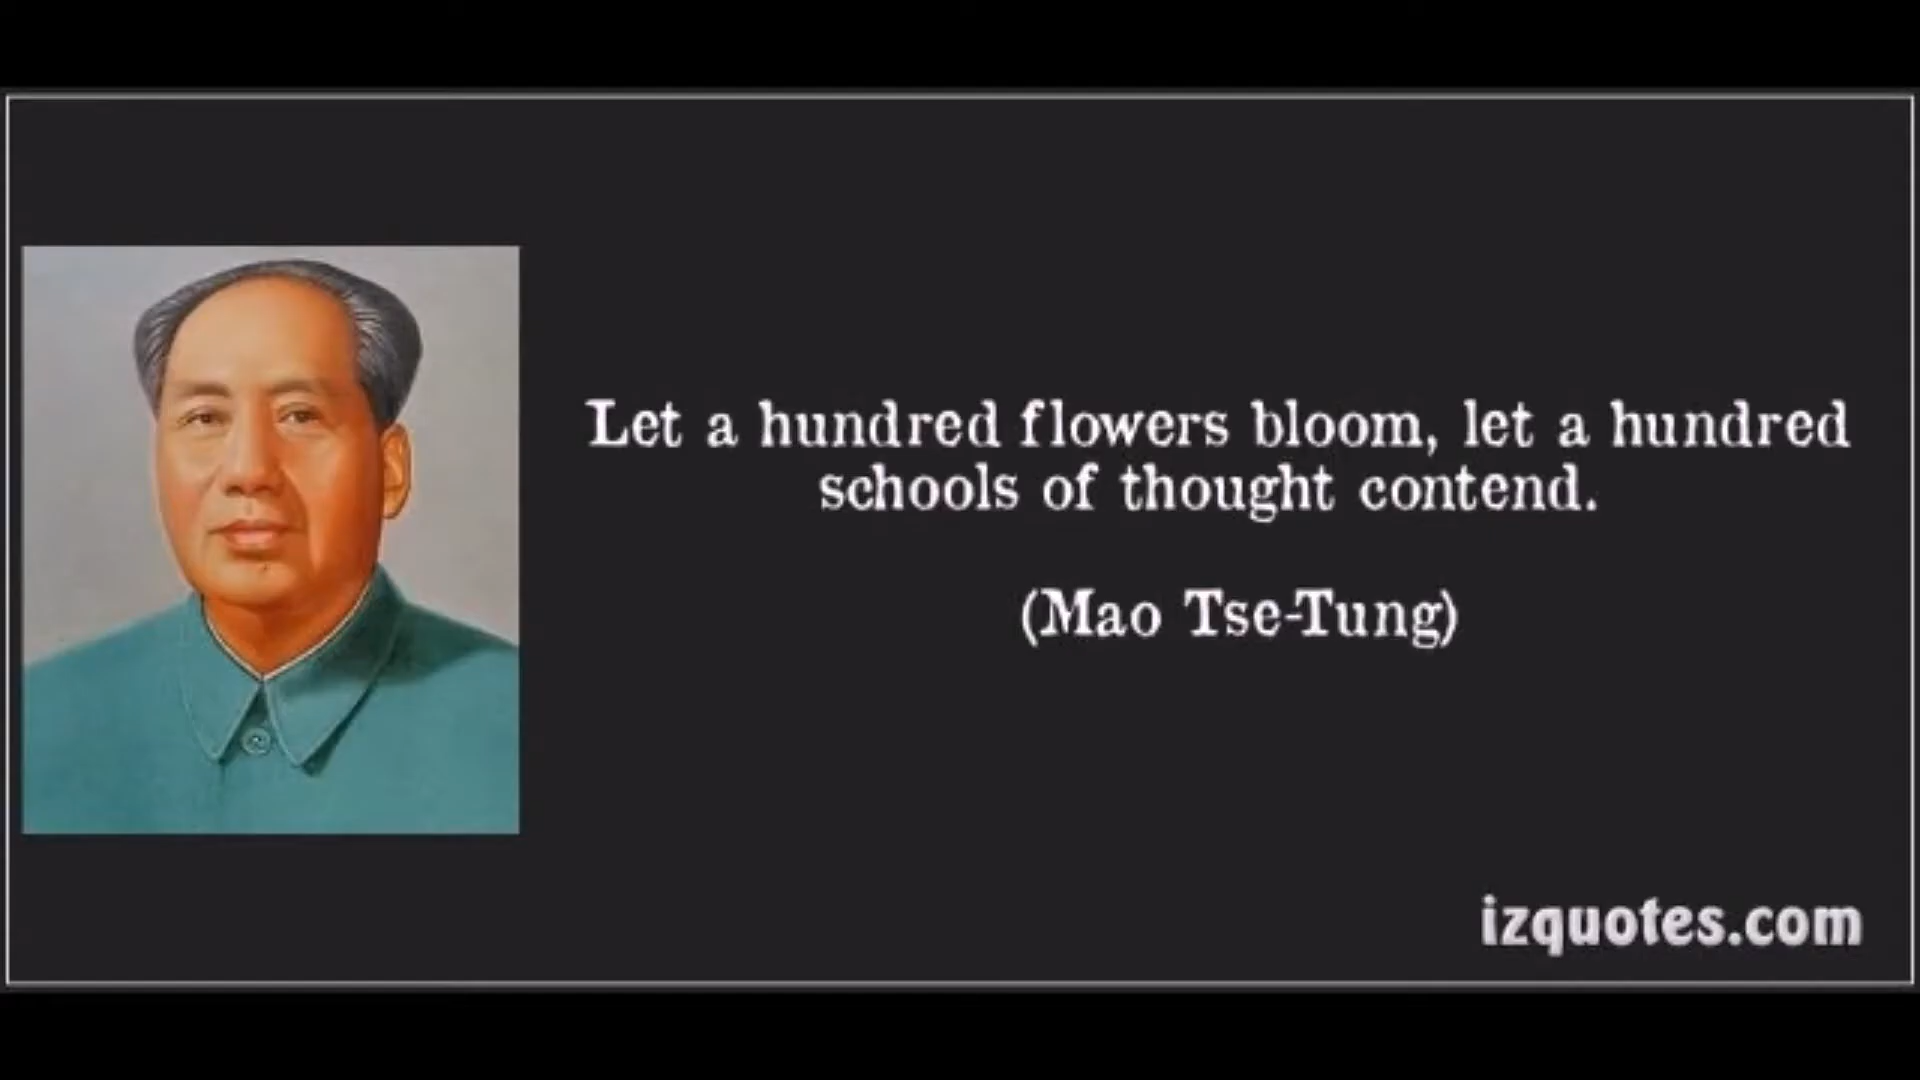 Let a hundred flowers bloom, let a hundred
schools of thought contend.
(Mao Tse-Tung)
izquotes.com